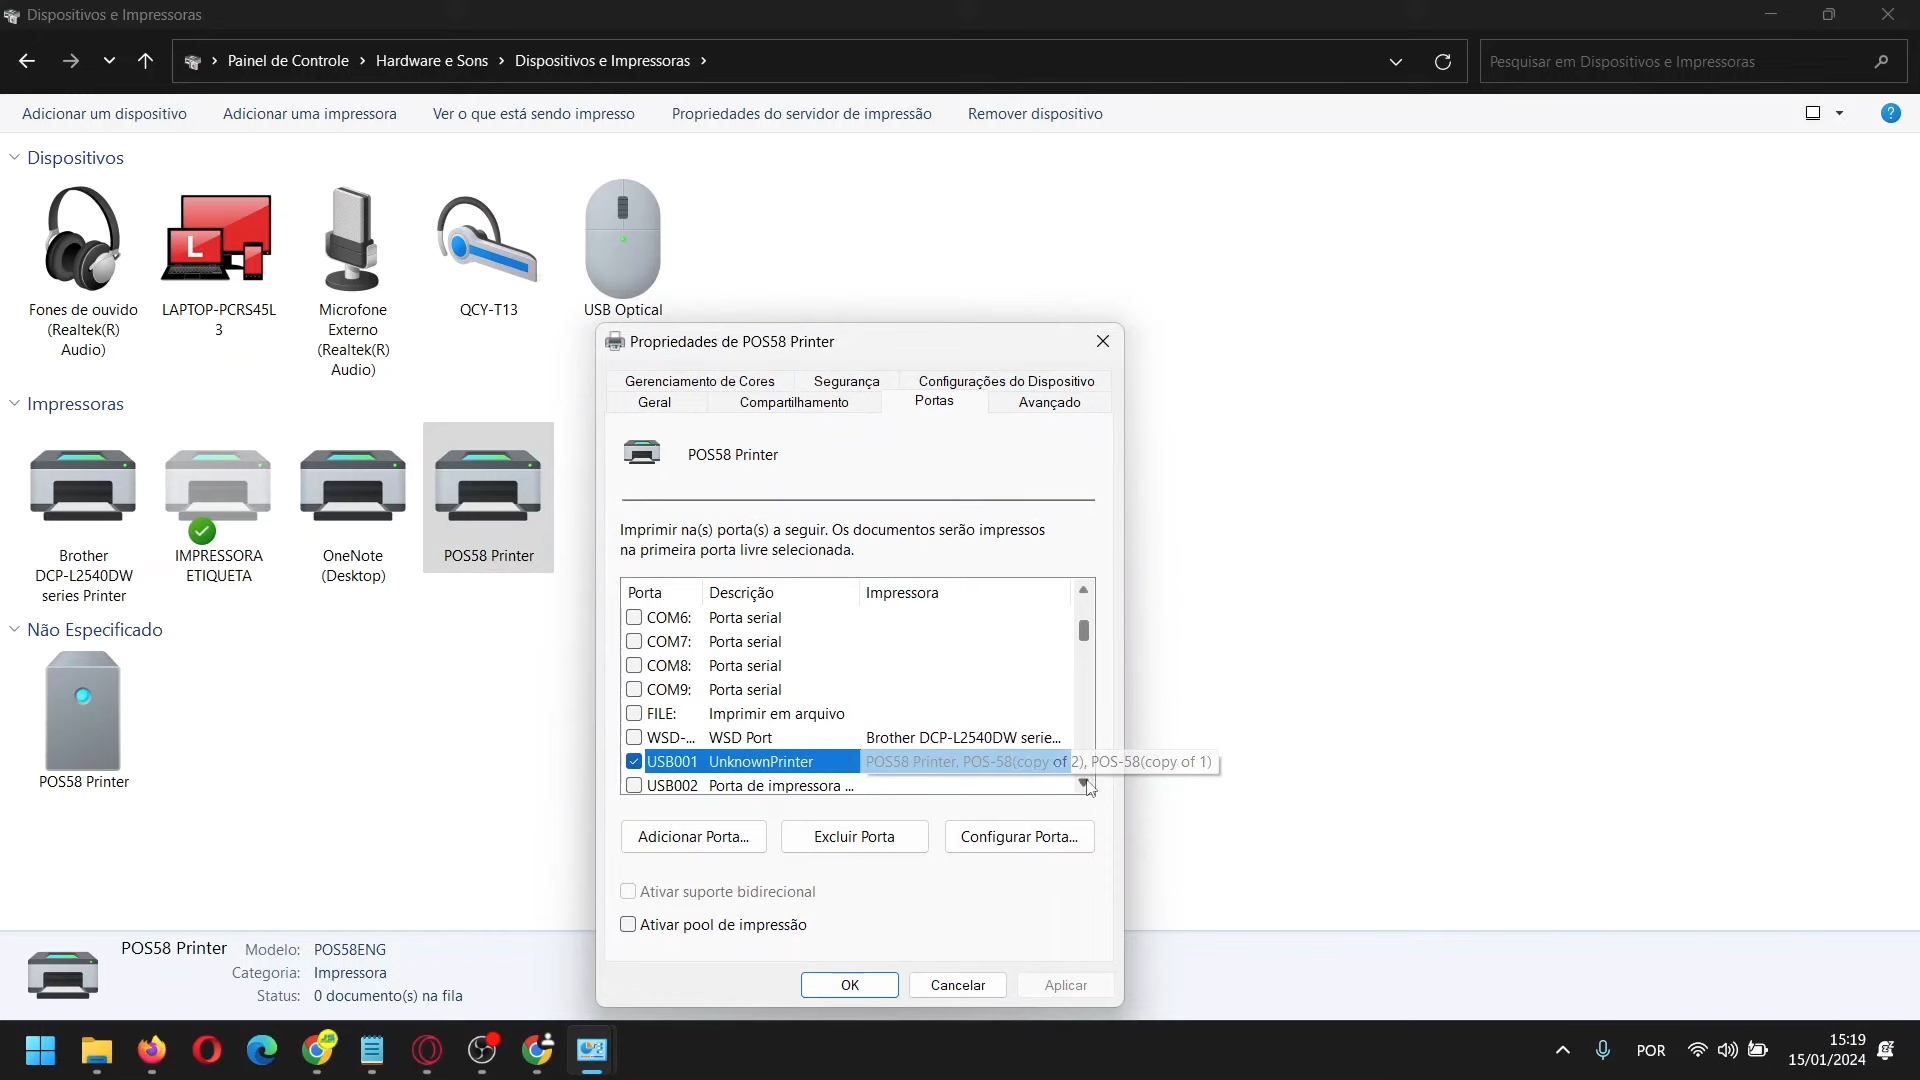 Dispositivos e Impressoras
Painel de Controle
Hardware e Sons
Dispositivos e Impressoras
Pesquisar em Dispositivos e Impressoras
Adicionar um dispositivo
Adicionar uma impressora
Ver o que está sendo impresso
Propriedades do servidor de impressão
Remover dispositivo
?
Dispositivos
Fones de ouvido
(Realtek(R)
Audio)
L
LAPTOP-PCRS45L
3
Microfone
Externo
(Realtek(R)
Audio)
QCY-T13
USB Optical
Impressoras
Brother
DCP-L2540DW
series Printer
IMPRESSORA
ETIQUETA
OneNote
(Desktop)
POS58 Printer
Não Especificado
POS58 Printer
Propriedades de POS58 Printer
Gerenciamento de Cores
Segurança
Configurações do Dispositivo
Geral
Compartilhamento
Portas
Avançado
POS58 Printer
Imprimir na(s) porta(s) a seguir. Os documentos serão impressos
na primeira porta livre selecionada.
Porta Descrição Impressora
COM6: Porta serial
COM7: Porta serial
COM8: Porta serial
COM9: Porta serial
FILE: Imprimir em arquivo
WSD-... WSD Port Brother DCP-L2540DW serie...
USB001 UnknownPrinter POS58 Printer, POS-58(copy of 2), POS-58(copy of 1)
USB002 Porta de impressora ...
Adicionar Porta...
Excluir Porta
Configurar Porta...
Ativar suporte bidirecional
Ativar pool de impressão
OK
Cancelar
Aplicar
POS58 Printer
Modelo: POS58ENG
Categoria: Impressora
Status: 0 documento(s) na fila
POR
15:19
15/01/2024